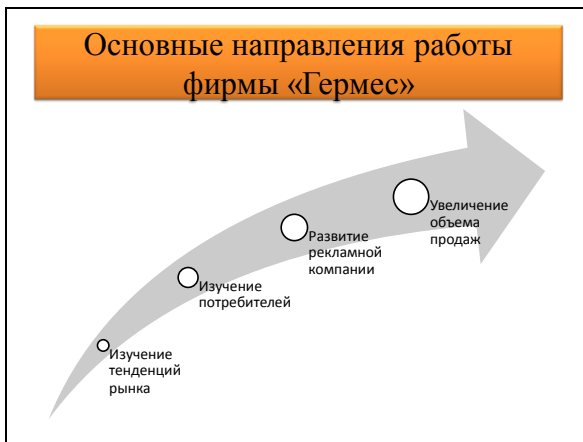 Основные направления работы
фирмы «Гермес»
Увеличение
объема
продаж
Развитие
рекламной
компании
Изучение
потребителей
Изучение
тенденций
рынка